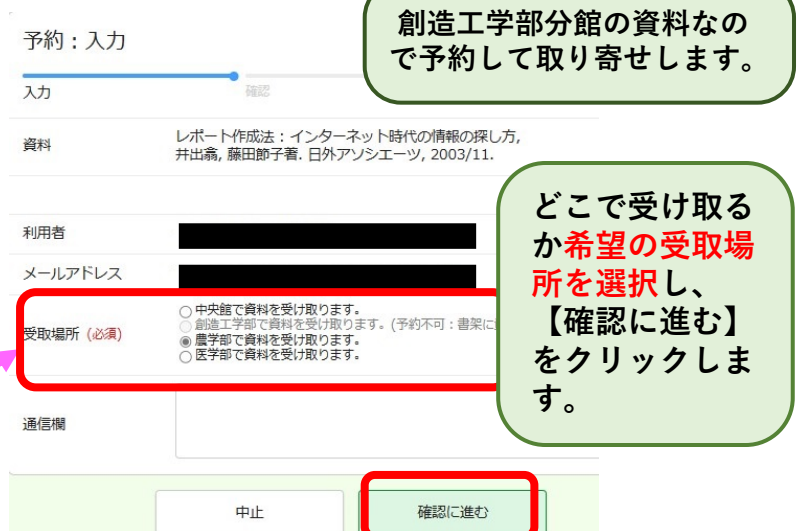 創造工学部分館の資料なの
で予約して取り寄せします。
予約：入力
入力
確認
資料
レポート作成法：インターネット時代の情報の探し方,
井出翕, 藤田節子著. 日外アソシエーツ, 2003/11.
利用者
メールアドレス
受取場所 (必須)
中央館で資料を受け取ります。
創造工学部で資料を受け取ります。(予約不可：書架に
農学部で資料を受け取ります。
医学部で資料を受け取ります。
どこで受け取る
か希望の受取場
所を選択し、
【確認に進む】
をクリックしま
す。
通信欄
中止
確認に進む